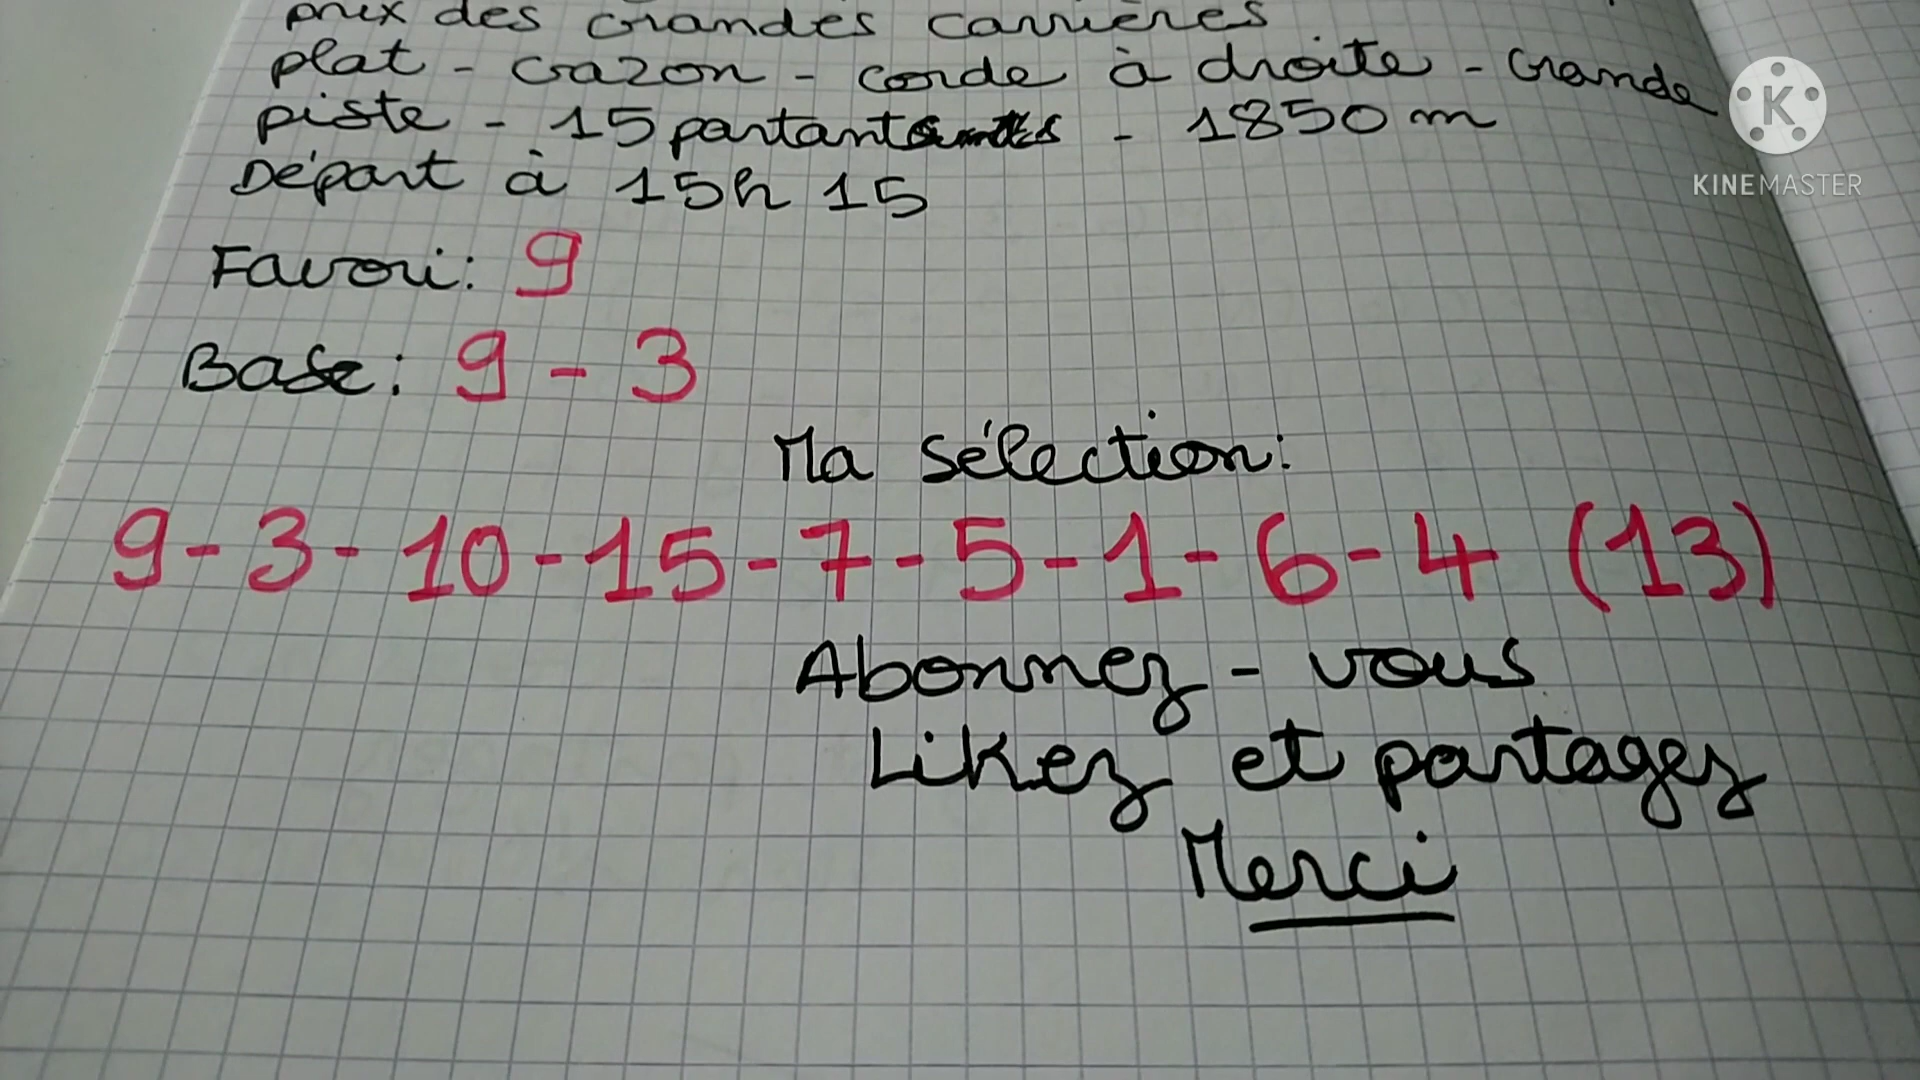 prix des Grandes Carrières
plat - Gazon - corde à droite - Grande
piste - 15 partants - 1850 m
Départ à 15h 15
Favori: 9
Base: 9 - 3
Ma Sélection:
9 - 3 - 10 - 15 - 7 - 5 - 1 - 6 - 4 (13)
Abonnez - vous
Likez et partagez
Merci
K
KINEMASTER